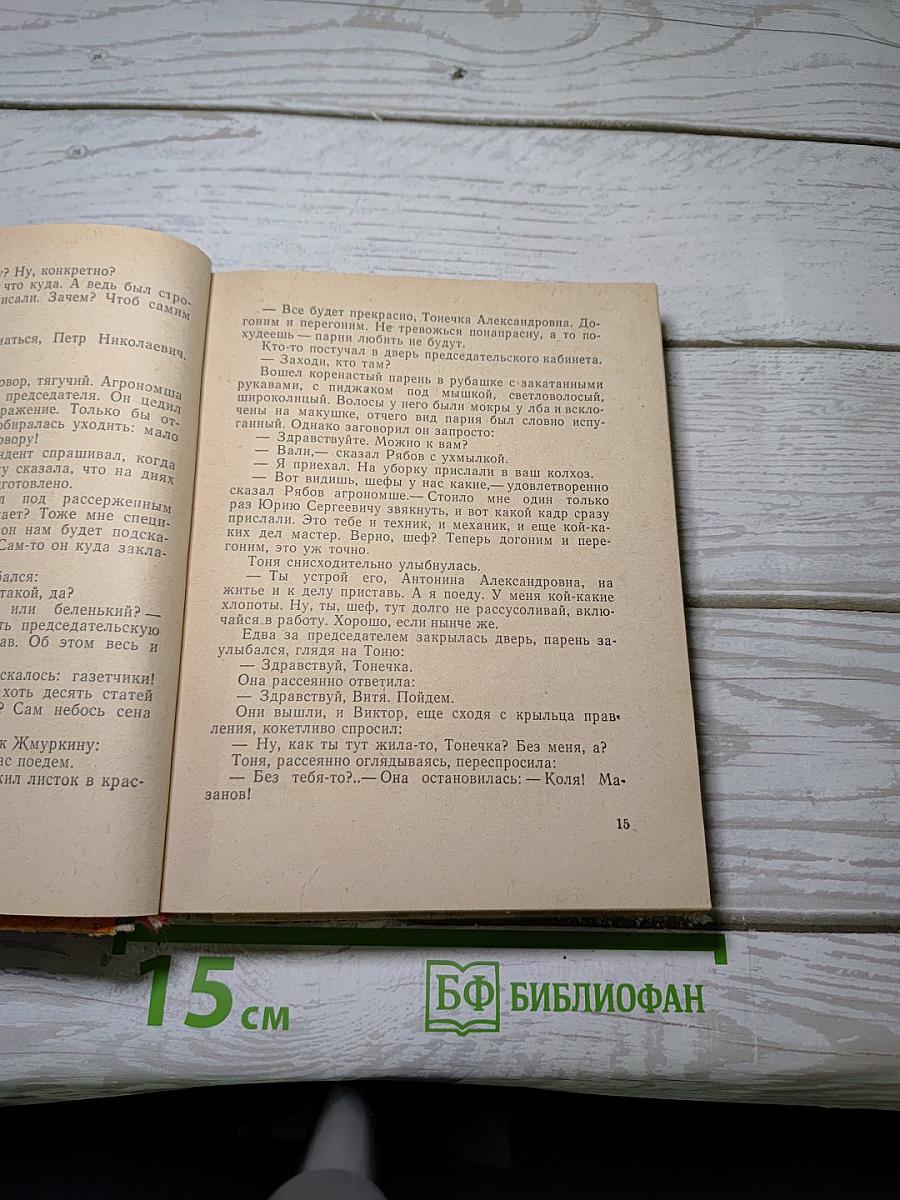 у? Ну, конкретно?
что куда. А ведь был стро-
исали. Зачем? Чтоб самим
маться, Петр Николаевич.
овор, тягучий. Агрономша
председателя. Он цедил
ражение. Только бы от-
обиралась уходить: мало
овору!
ндент спрашивал, когда
у сказала, что на днях
дготовлено.
и под рассерженным
ает? Тоже мне специ-
он нам будет подска-
Сам-то он куда закла-
бался:
такой, да?
или беленький? —
ть председательскую
ав. Об этом весь и
скалось: газетчики!
хоть десять статей
? Сам небось сена
к Жмуркину:
ас поедем.
жил листок в крас-
— Все будет прекрасно, Тонечка Александровна. До-
гоним и перегоним. Не тревожься понапрасну, а то по-
худеешь — парни любить не будут.
Кто-то постучал в дверь председательского кабинета.
— Заходи, кто там?
Вошел коренастый парень в рубашке с закатанными
рукавами, с пиджаком под мышкой, светловолосый,
широколицый. Волосы у него были мокры у лба и вскло-
чены на макушке, отчего вид парня был словно испу-
ганный. Однако заговорил он запросто:
— Здравствуйте. Можно к вам?
— Вали,— сказал Рябов с ухмылкой.
— Я приехал. На уборку прислали в ваш колхоз.
— Вот видишь, шефы у нас какие,— удовлетворенно
сказал Рябов агрономше.— Стоило мне один только
раз Юрию Сергеевичу звякнуть, и вот какой кадр сразу
прислали. Это тебе и техник, и механик, и еще кой-ка-
ких дел мастер. Верно, шеф? Теперь догоним и пере-
гоним, это уж точно.
Тоня снисходительно улыбнулась.
— Ты устрой его, Антонина Александровна, на
житье и к делу приставь. А я поеду. У меня кой-какие
хлопоты. Ну, ты, шеф, тут долго не рассусоливай, вклю-
чайся в работу. Хорошо, если нынче же.
Едва за председателем закрылась дверь, парень за-
улыбался, глядя на Тоню:
— Здравствуй, Тонечка.
Она рассеянно ответила:
— Здравствуй, Витя. Пойдем.
Они вышли, и Виктор, еще сходя с крыльца прав-
ления, кокетливо спросил:
— Ну, как ты тут жила-то, Тонечка? Без меня, а?
Тоня, рассеянно оглядываясь, переспросила:
— Без тебя-то?..— Она остановилась: — Коля! Ма-
занов!
15
15 см
БФ БИБЛИОФАН